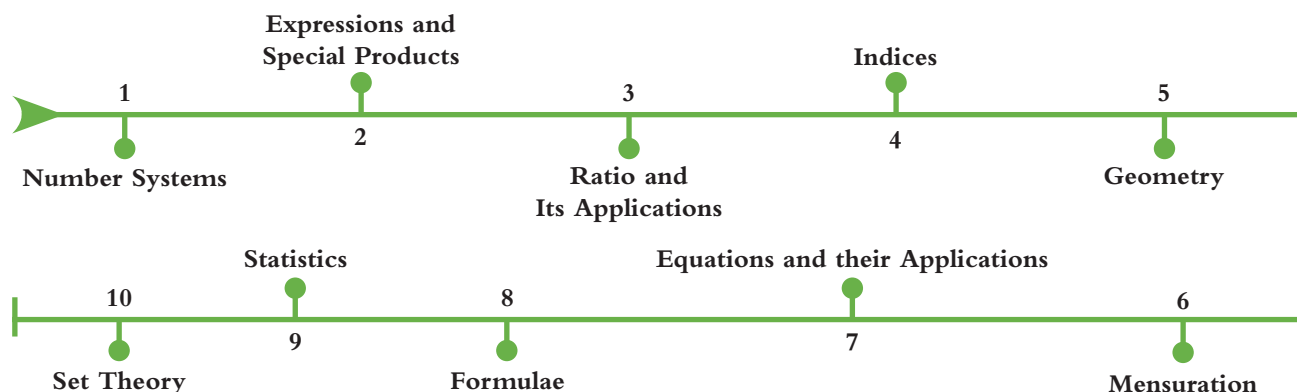 Expressions and
Special Products
Indices
1
3
5
2
4
Number Systems
Ratio and
Its Applications
Geometry
Statistics
Equations and their Applications
10
8
6
9
7
Set Theory
Formulae
Mensuration